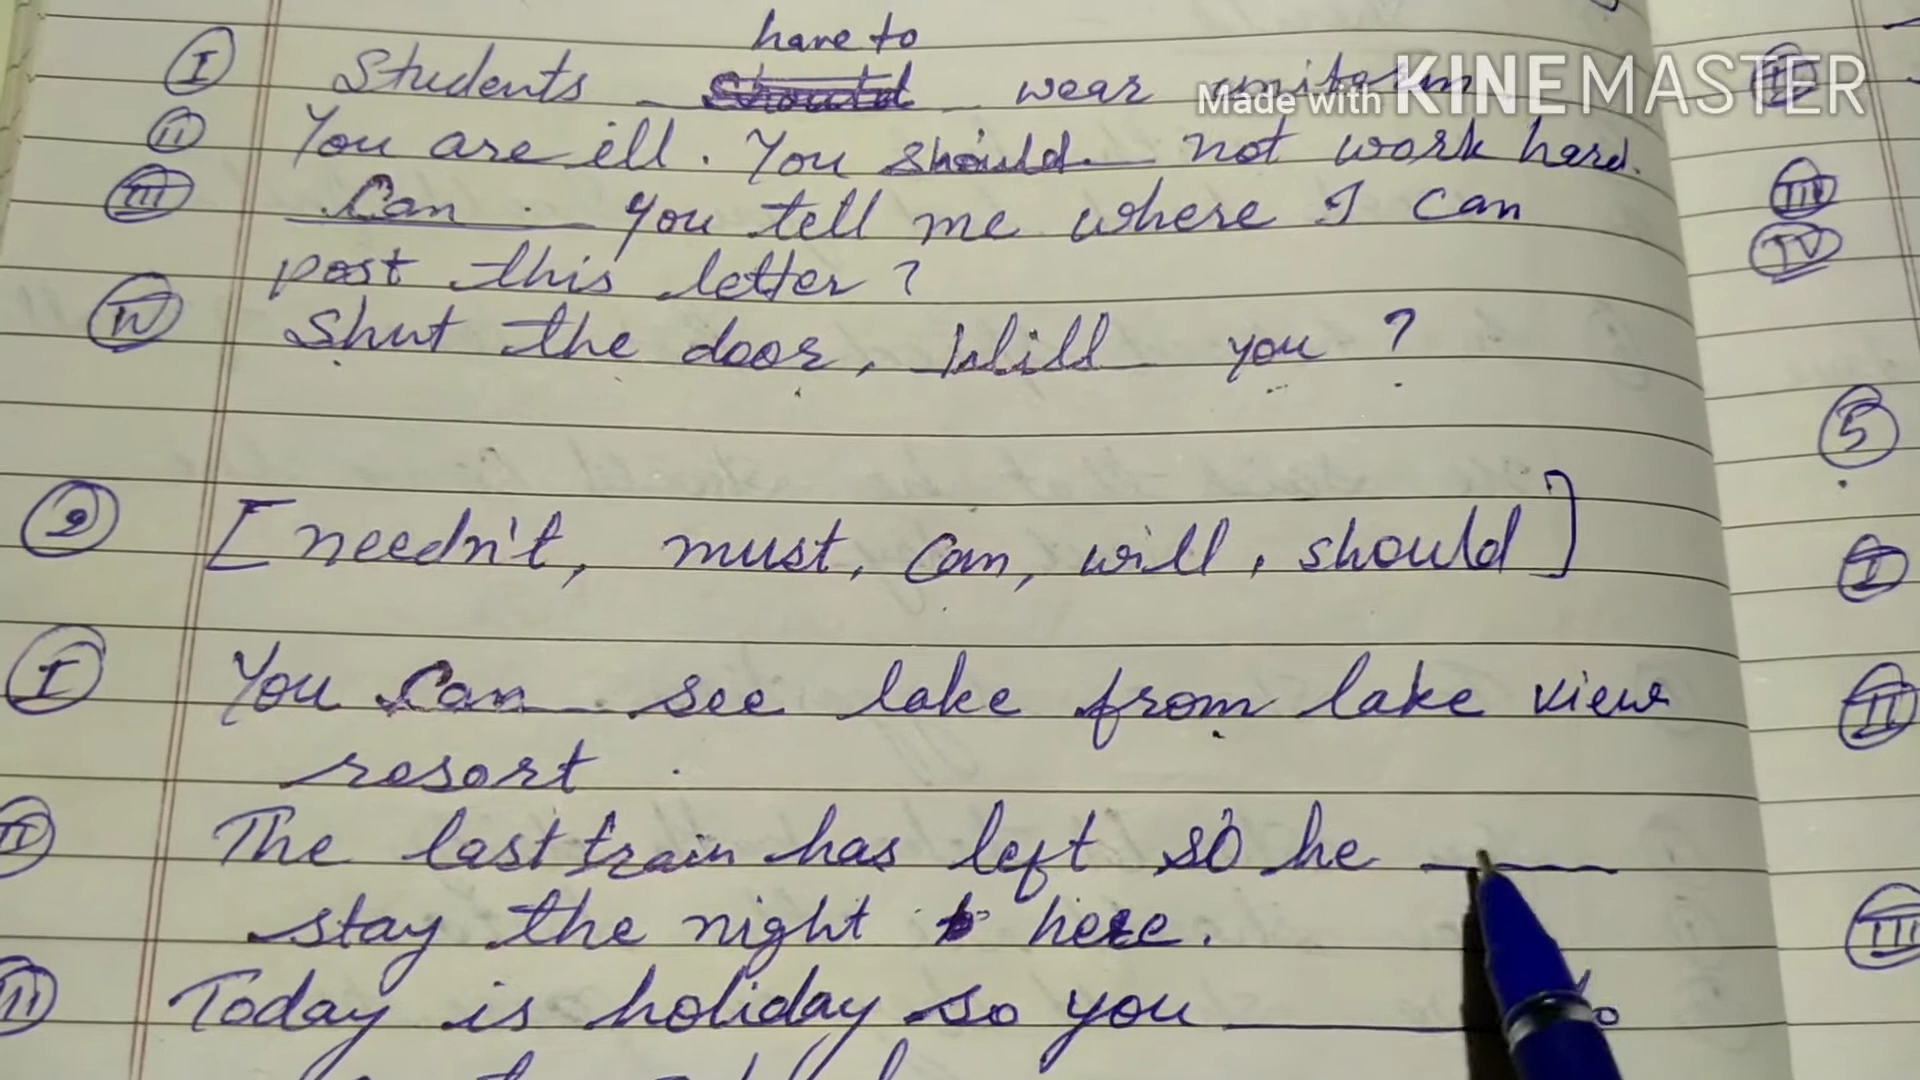 have to
I Students should wear uniform
Made with KINEMASTER
II You are ill. You should not work hard.
III Can you tell me where I can
post this letter?
IV Shut the door, Will you?
2 [needn't, must, can, will, should]
I You Can see lake from lake view
resort.
II The last train has left so he ____
stay the night here.
III Today is holiday so you ____
II
III
IV
5
I
II
III